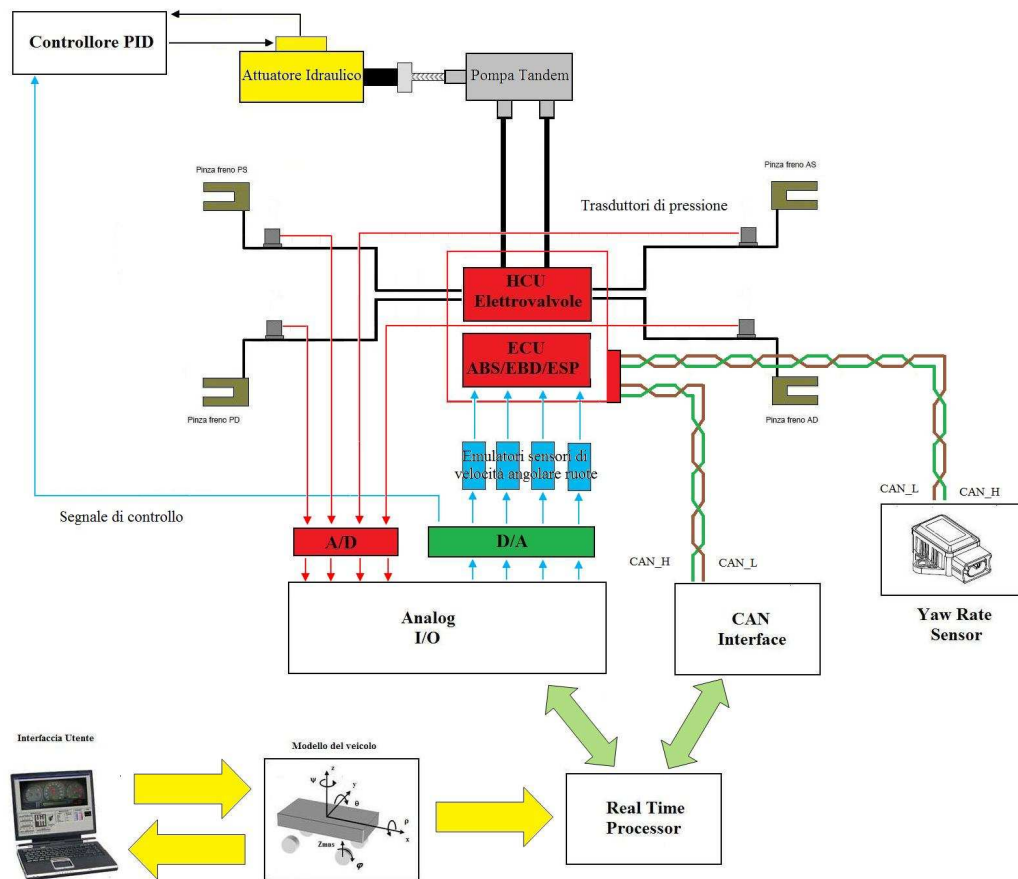 Controllore PID
Attuatore Idraulico
Pompa Tandem
Pinza freno PS
Pinza freno AS
Trasduttori di pressione
HCU
Elettrovalvole
ECU
ABS/EBD/ESP
Pinza freno PD
Pinza freno AD
Emulatori sensori di
velocità angolare ruote
CAN_L
CAN_H
Segnale di controllo
A/D
D/A
CAN_H
CAN_L
Analog
I/O
CAN
Interface
Yaw Rate
Sensor
Interfaccia Utente
Modello del veicolo
z
ψ
y
θ
ρ
x
Zmns
φ
Real Time
Processor